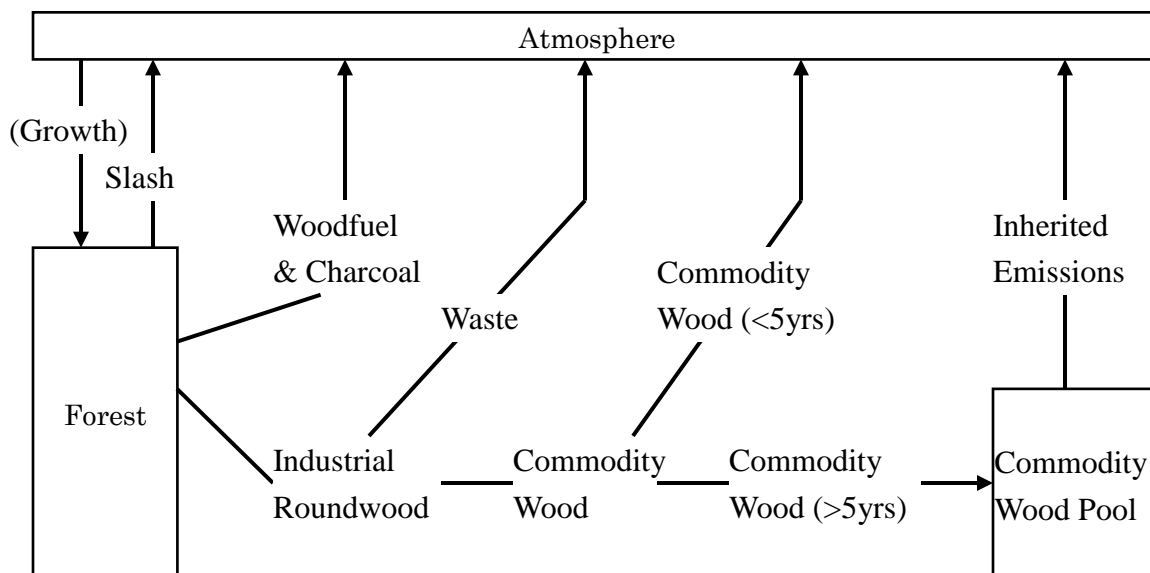 Atmosphere
(Growth)
Slash
Woodfuel
& Charcoal
Inherited
Emissions
Commodity
Wood (<5yrs)
Waste
Forest
Industrial
Roundwood
Commodity
Wood
Commodity
Wood (>5yrs)
Commodity
Wood Pool